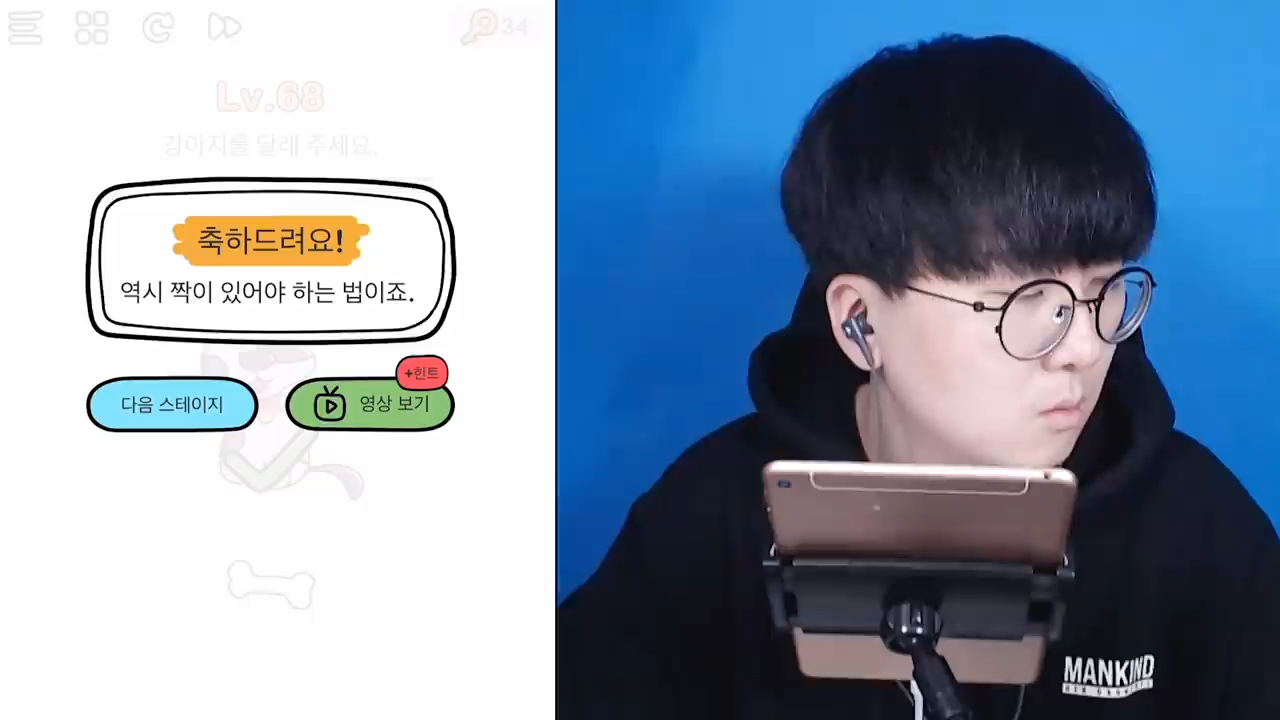 34
Lv.68
강아지를 달래 주세요.
축하드려요!
역시 짝이 있어야 하는 법이죠.
+힌트
다음 스테이지
영상 보기
MANKIND